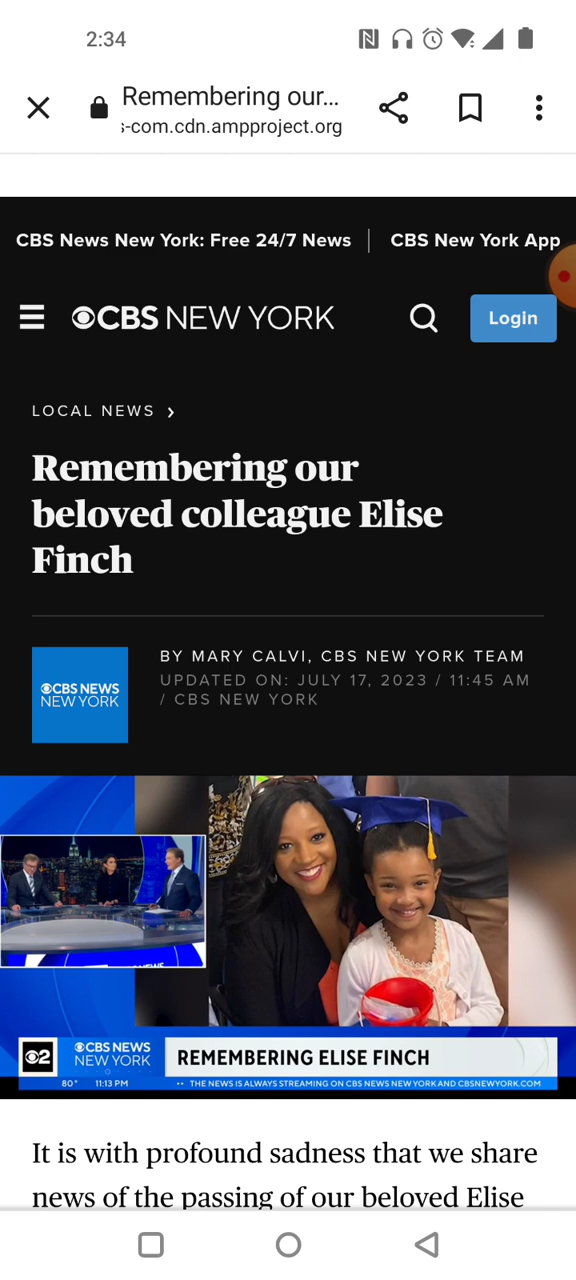 2:34
Remembering our...
s-com.cdn.ampproject.org
CBS News New York: Free 24/7 News | CBS New York App
CBS NEW YORK
Login
LOCAL NEWS
Remembering our
beloved colleague Elise
Finch
CBS NEWS
NEW YORK
BY MARY CALVI, CBS NEW YORK TEAM
UPDATED ON: JULY 17, 2023 / 11:45 AM
/ CBS NEW YORK
2
CBS NEWS
NEW YORK
REMEMBERING ELISE FINCH
80° 11:13 PM
THE NEWS IS ALWAYS STREAMING ON CBS NEWS NEW YORK AND CBSNEWYORK.COM
It is with profound sadness that we share
news of the passing of our beloved Elise